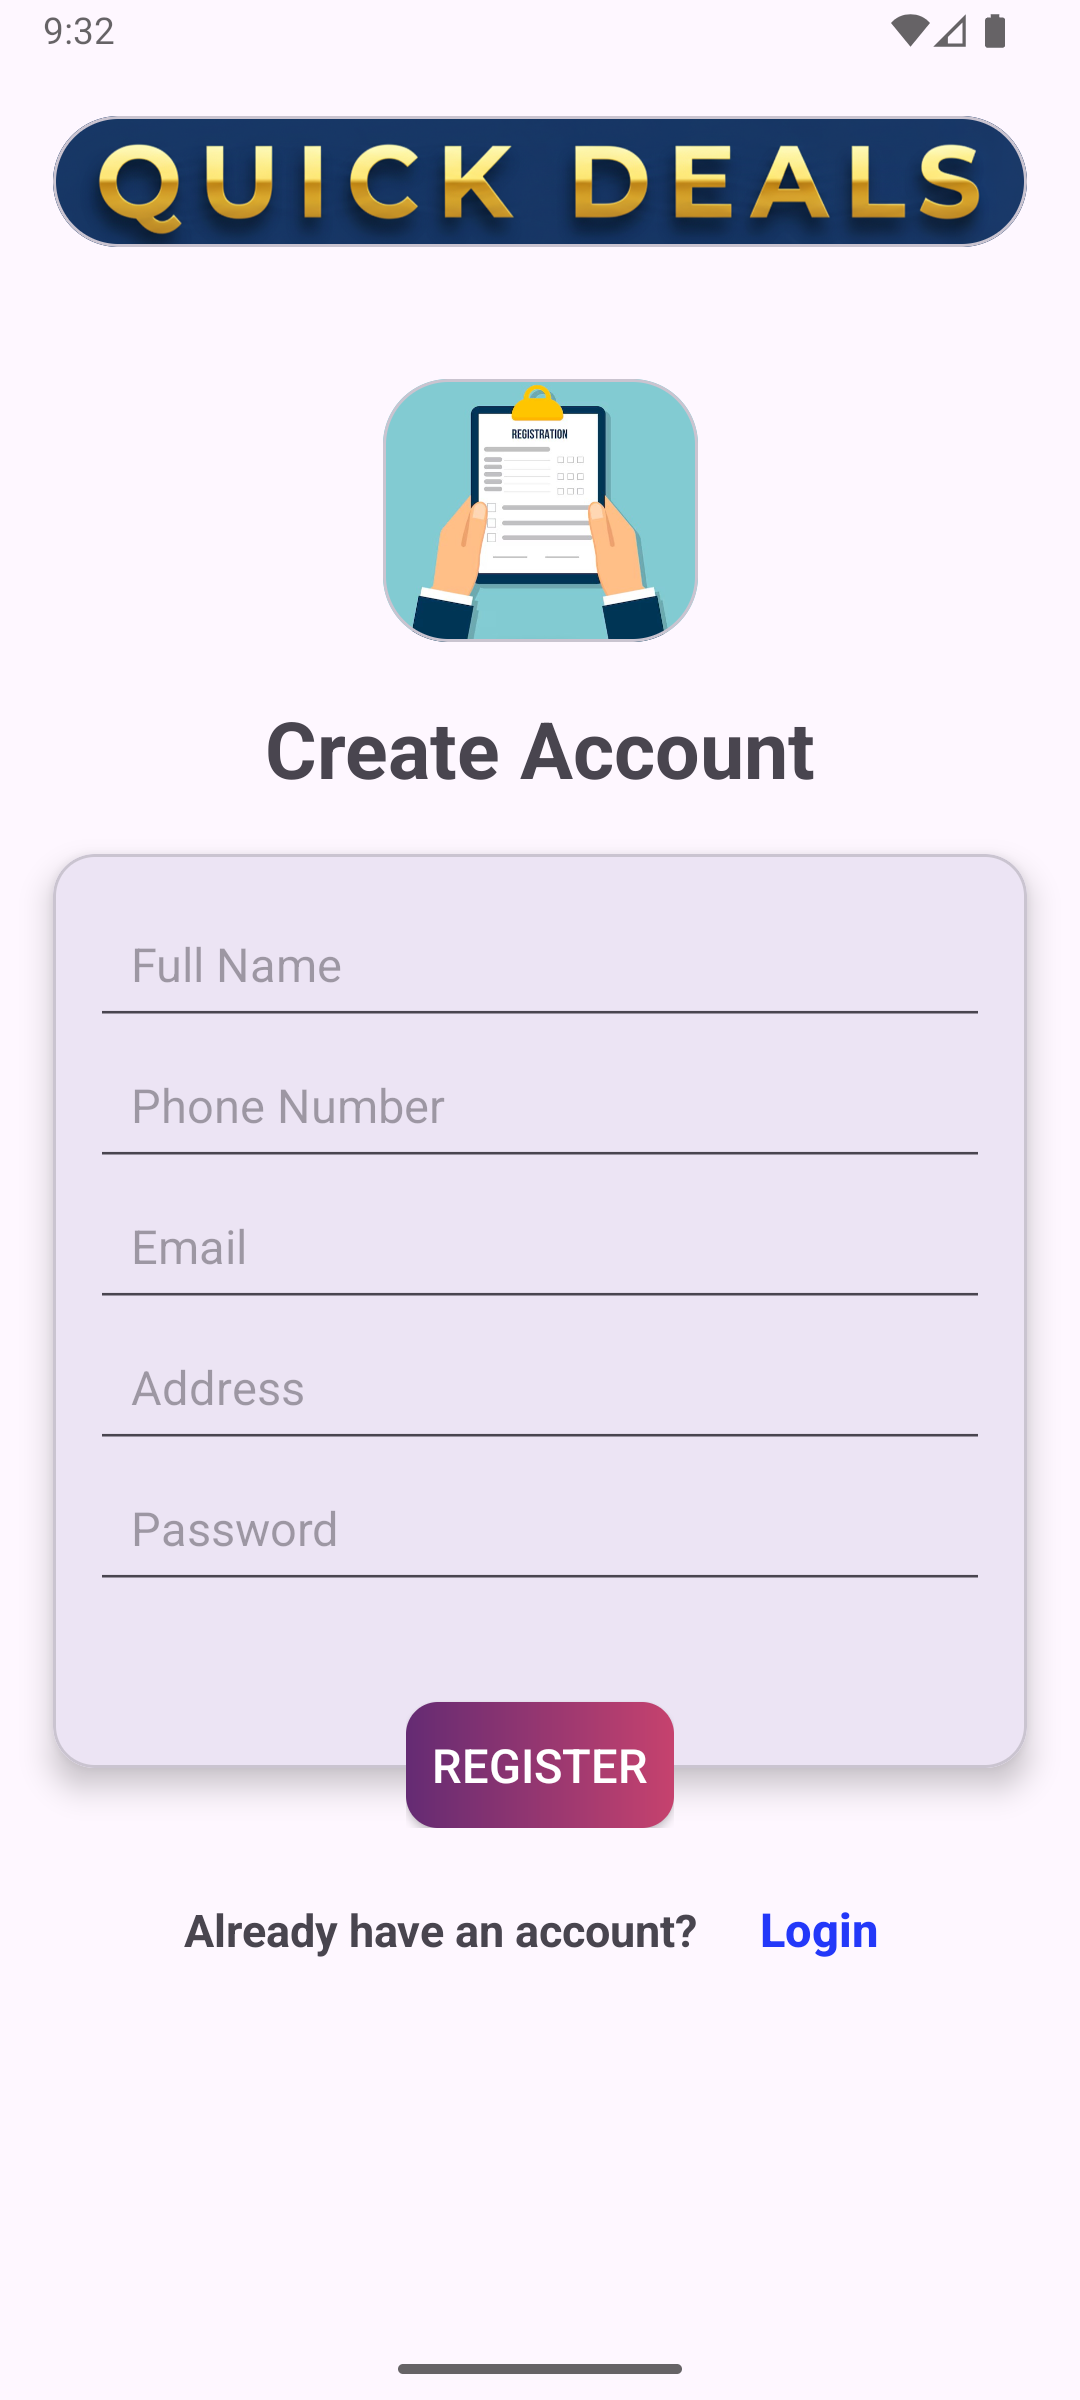 9:32
QUICK DEALS
REGISTRATION
Create Account
Full Name
Phone Number
Email
Address
Password
REGISTER
Already have an account? Login